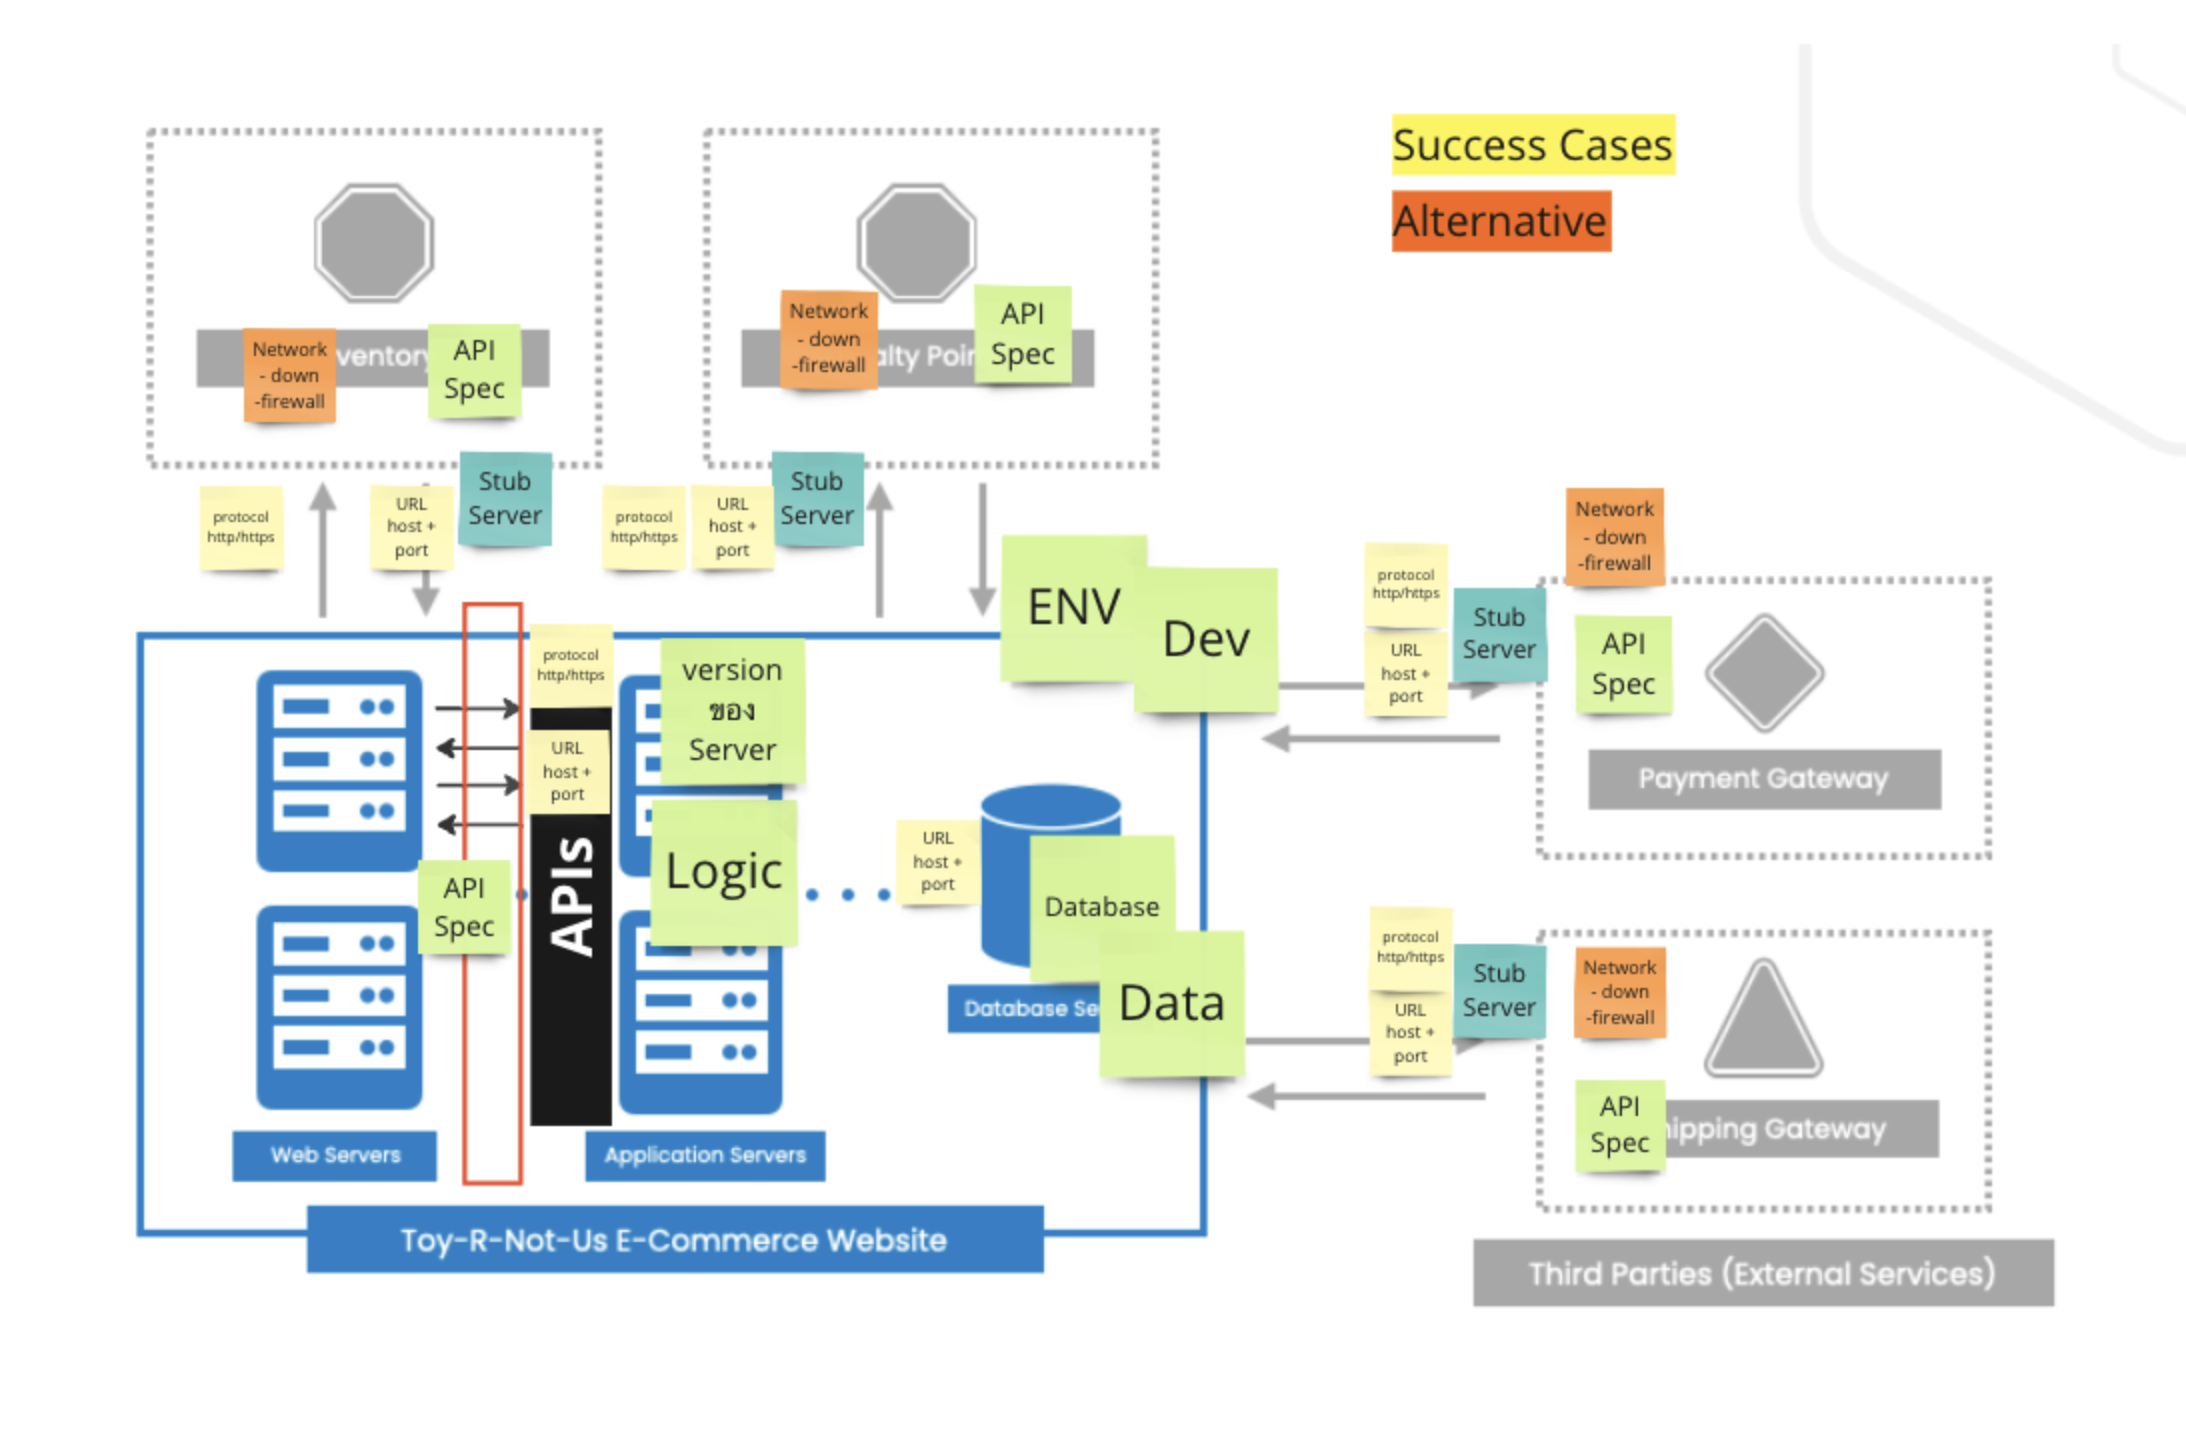 Success Cases
Alternative
Network
- down
-firewall
ventory
API
Spec
Network
- down
-firewall
alty Poin
API
Spec
protocol
http/https
URL
host +
port
Stub
Server
protocol
http/https
URL
host +
port
Stub
Server
ENV
Dev
protocol
http/https
URL
host +
port
Stub
Server
Network
- down
-firewall
API
Spec
Payment Gateway
protocol
http/https
URL
host +
port
APIs
version
ของ
Server
Logic
API
Spec
URL
host +
port
Database
Data
Database Se
Web Servers
Application Servers
Toy-R-Not-Us E-Commerce Website
protocol
http/https
URL
host +
port
Stub
Server
Network
- down
-firewall
API
Spec
hipping Gateway
Third Parties (External Services)